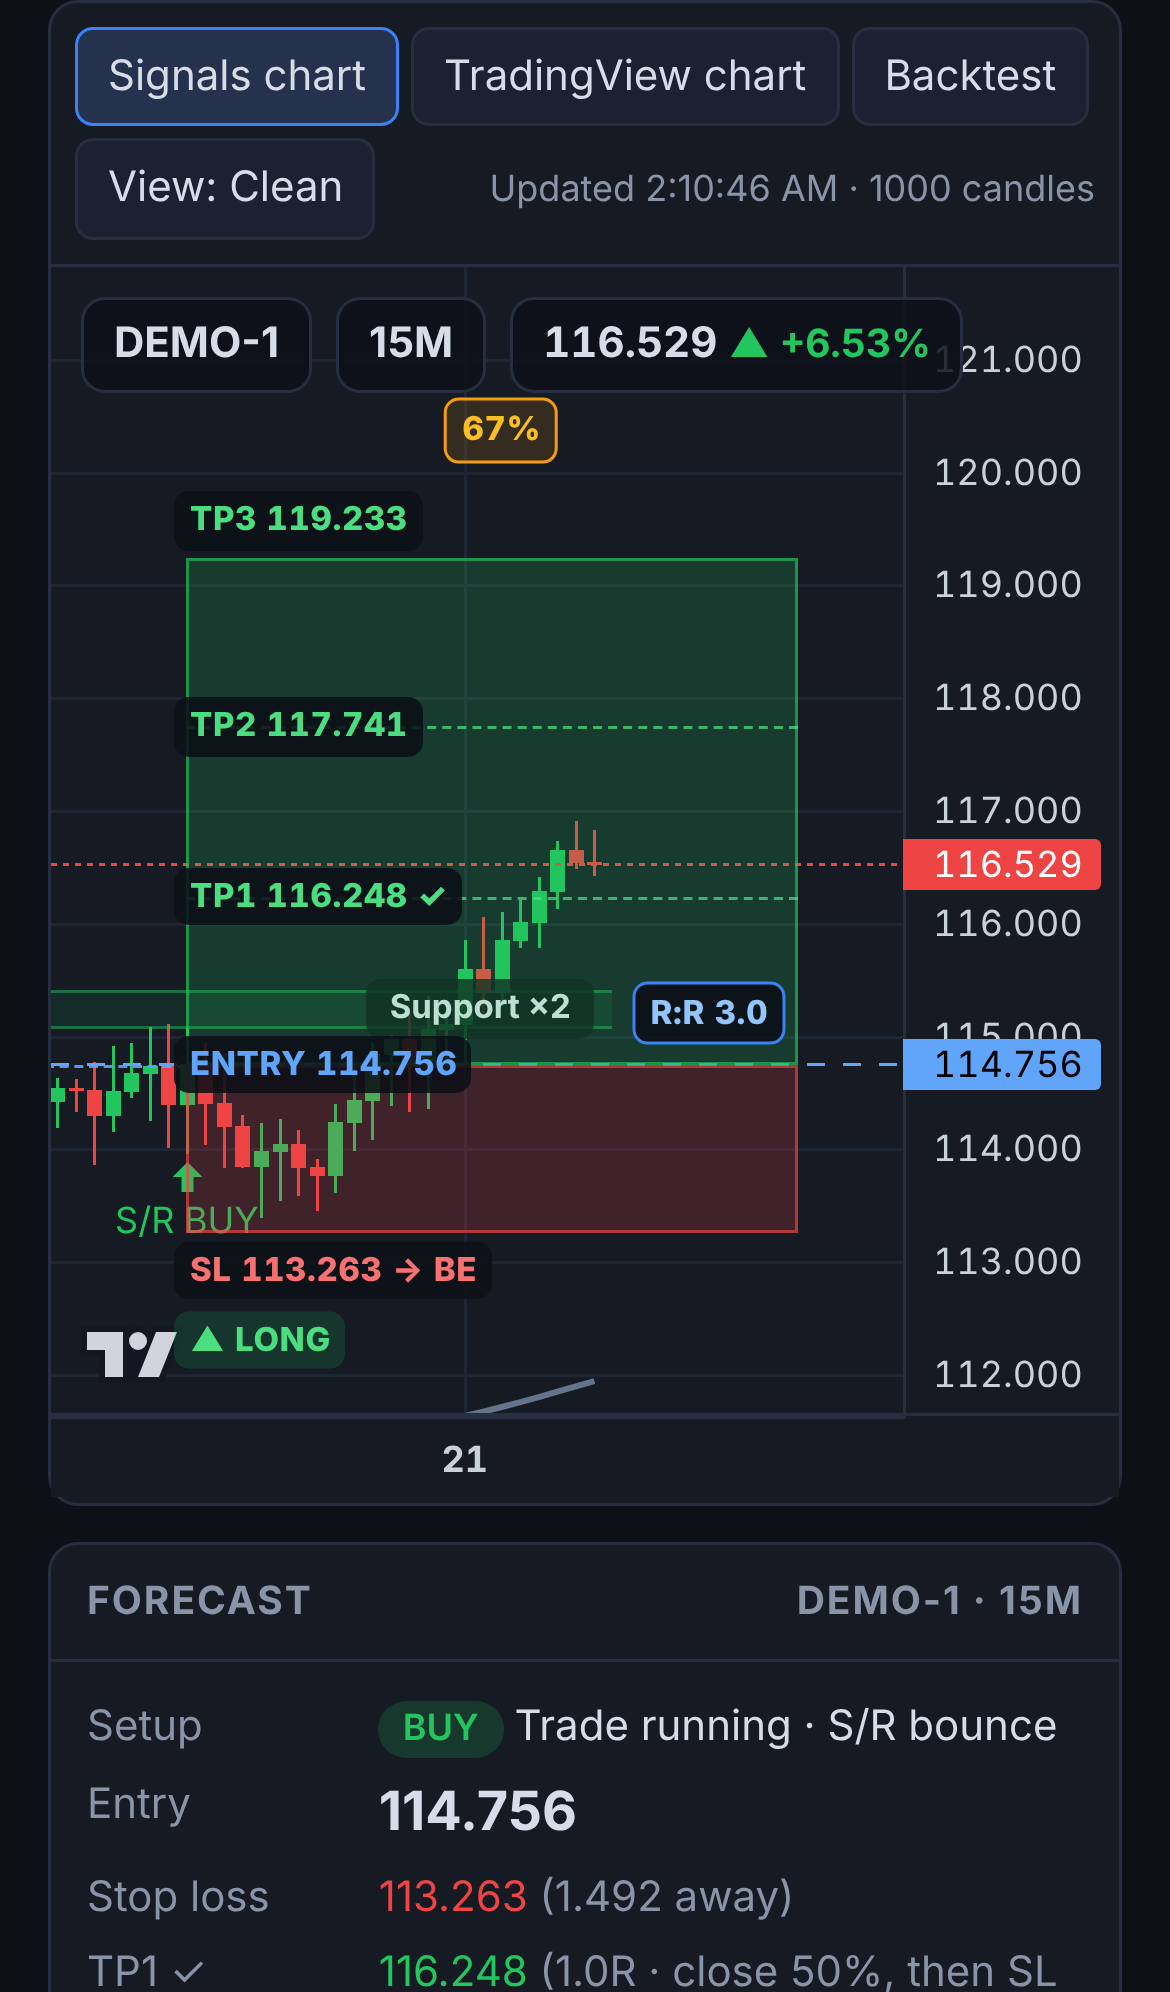 Signals chart TradingView chart Backtest
View: Clean Updated 2:10:46 AM · 1000 candles
DEMO-1 15M 116.529 ▲ +6.53% 121.000
67%
120.000
TP3 119.233
119.000
118.000
TP2 117.741
117.000
116.529
TP1 116.248 ✓
116.000
Support ×2 R:R 3.0
115.000
ENTRY 114.756 114.756
114.000
S/R BUY
SL 113.263 → BE 113.000
▲ LONG
112.000
21
FORECAST DEMO-1 · 15M
Setup BUY Trade running · S/R bounce
Entry 114.756
Stop loss 113.263 (1.492 away)
TP1 ✓ 116.248 (1.0R · close 50%, then SL